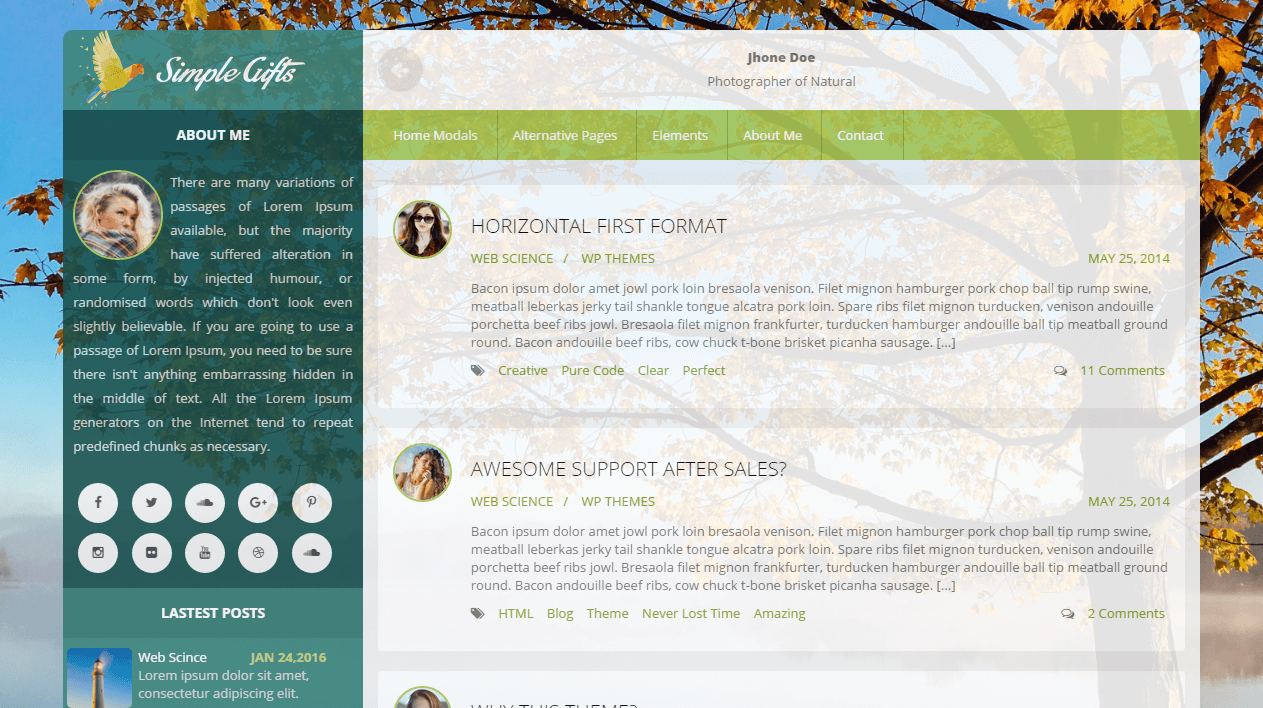 Simple Gifts
Jhone Doe
Photographer of Natural
ABOUT ME
Home Modals
Alternative Pages
Elements
About Me
Contact
There are many variations of
passages of Lorem Ipsum
available, but the majority
have suffered alteration in
some form, by injected humour, or
randomised words which don't look even
slightly believable. If you are going to use a
passage of Lorem Ipsum, you need to be sure
there isn't anything embarrassing hidden in
the middle of text. All the Lorem Ipsum
generators on the Internet tend to repeat
predefined chunks as necessary.
LASTEST POSTS
Web Scince JAN 24,2016
Lorem ipsum dolor sit amet,
consectetur adipiscing elit.
HORIZONTAL FIRST FORMAT
WEB SCIENCE / WP THEMES MAY 25, 2014
Bacon ipsum dolor amet jowl pork loin bresaola venison. Filet mignon hamburger pork chop ball tip rump swine,
meatball leberkas jerky tail shankle tongue alcatra pork loin. Spare ribs filet mignon turducken, venison andouille
porchetta beef ribs jowl. Bresaola filet mignon frankfurter, turducken hamburger andouille ball tip meatball ground
round. Bacon andouille beef ribs, cow chuck t-bone brisket picanha sausage. [...]
Creative Pure Code Clear Perfect 11 Comments
AWESOME SUPPORT AFTER SALES?
WEB SCIENCE / WP THEMES MAY 25, 2014
Bacon ipsum dolor amet jowl pork loin bresaola venison. Filet mignon hamburger pork chop ball tip rump swine,
meatball leberkas jerky tail shankle tongue alcatra pork loin. Spare ribs filet mignon turducken, venison andouille
porchetta beef ribs jowl. Bresaola filet mignon frankfurter, turducken hamburger andouille ball tip meatball ground
round. Bacon andouille beef ribs, cow chuck t-bone brisket picanha sausage. [...]
HTML Blog Theme Never Lost Time Amazing 2 Comments
WHY THIS THEME?